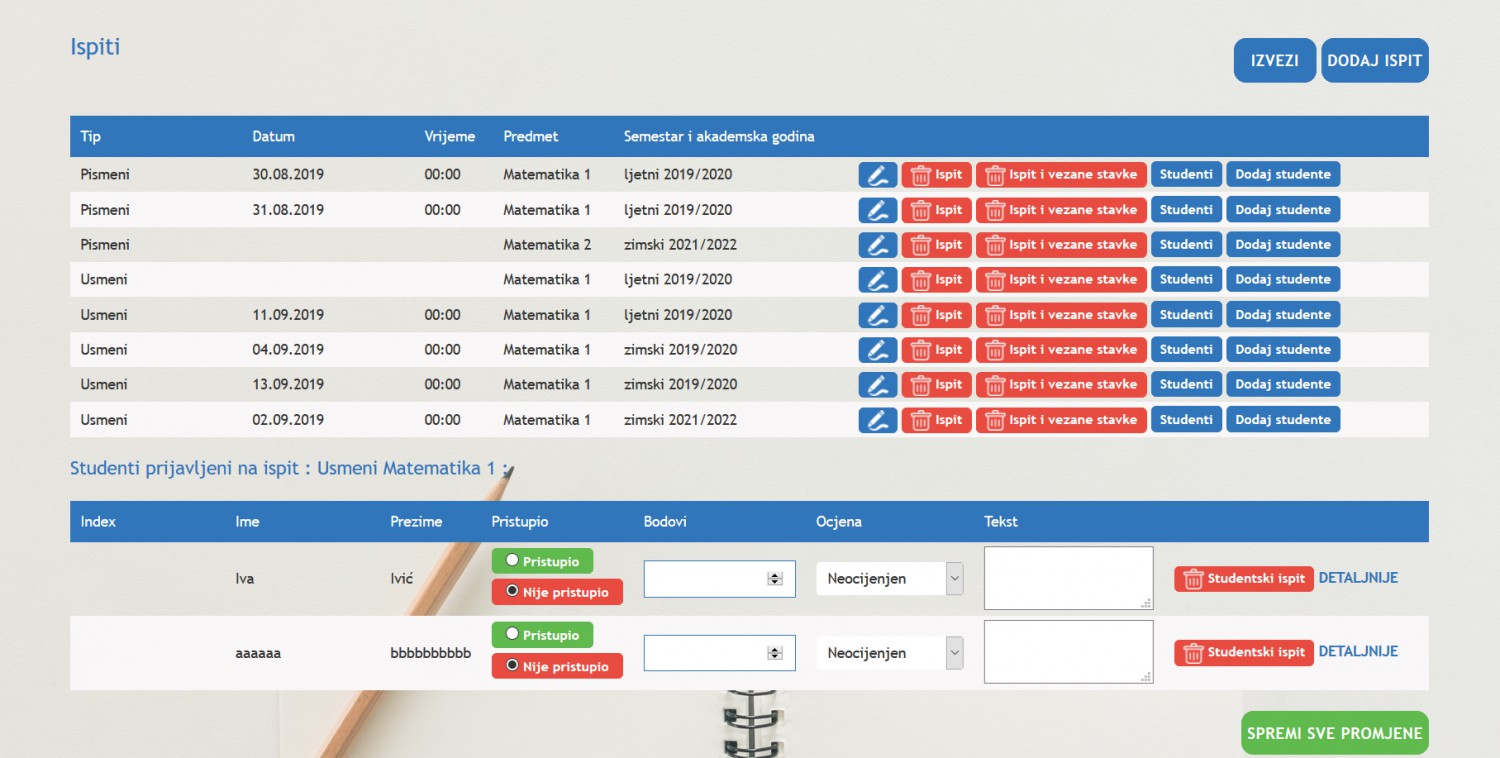 Ispiti
IZVEZI DODAJ ISPIT
Tip Datum Vrijeme Predmet Semestar i akademska godina
Pismeni 30.08.2019 00:00 Matematika 1 ljetni 2019/2020 Ispit Ispit i vezane stavke Studenti Dodaj studente
Pismeni 31.08.2019 00:00 Matematika 1 ljetni 2019/2020 Ispit Ispit i vezane stavke Studenti Dodaj studente
Pismeni Matematika 2 zimski 2021/2022 Ispit Ispit i vezane stavke Studenti Dodaj studente
Usmeni Matematika 1 ljetni 2019/2020 Ispit Ispit i vezane stavke Studenti Dodaj studente
Usmeni 11.09.2019 00:00 Matematika 1 ljetni 2019/2020 Ispit Ispit i vezane stavke Studenti Dodaj studente
Usmeni 04.09.2019 00:00 Matematika 1 zimski 2019/2020 Ispit Ispit i vezane stavke Studenti Dodaj studente
Usmeni 13.09.2019 00:00 Matematika 1 zimski 2019/2020 Ispit Ispit i vezane stavke Studenti Dodaj studente
Usmeni 02.09.2019 00:00 Matematika 1 zimski 2021/2022 Ispit Ispit i vezane stavke Studenti Dodaj studente
Studenti prijavljeni na ispit : Usmeni Matematika 1 :
Index Ime Prezime Pristupio Bodovi Ocjena Tekst
Pristupio
Iva Ivić Neocijenjen Studentski ispit DETALJNIJE
Nije pristupio
Pristupio
aaaaaa bbbbbbbbbb Neocijenjen Studentski ispit DETALJNIJE
Nije pristupio
SPREMI SVE PROMJENE